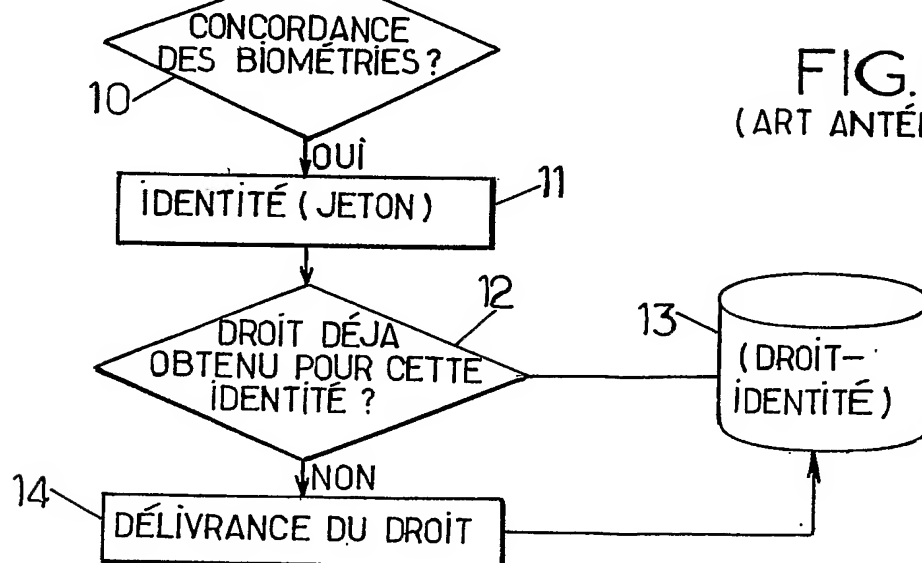 CONCORDANCE
DES BIOMÉTRIES ?
10
FIG.
(ART ANTÉ
OUI
IDENTITÉ ( JETON )
11
12
DROIT DÉJA
OBTENU POUR CETTE
IDENTITÉ ?
13
(DROIT-
IDENTITÉ)
NON
14
DÉLIVRANCE DU DROIT